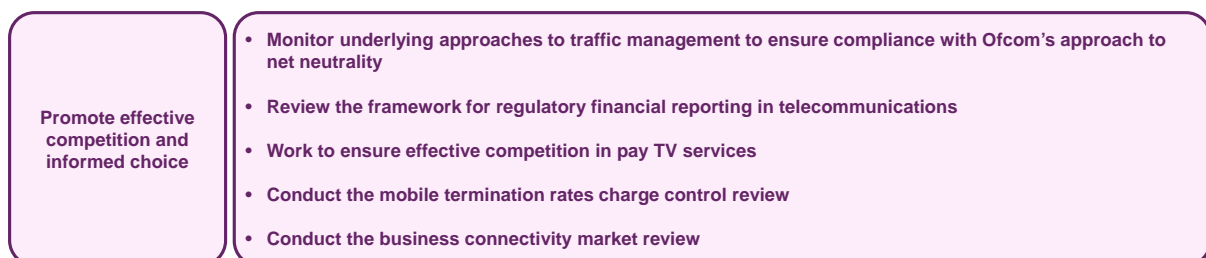 Promote effective
competition and
informed choice
• Monitor underlying approaches to traffic management to ensure compliance with Ofcom's approach to
net neutrality
• Review the framework for regulatory financial reporting in telecommunications
• Work to ensure effective competition in pay TV services
• Conduct the mobile termination rates charge control review
• Conduct the business connectivity market review